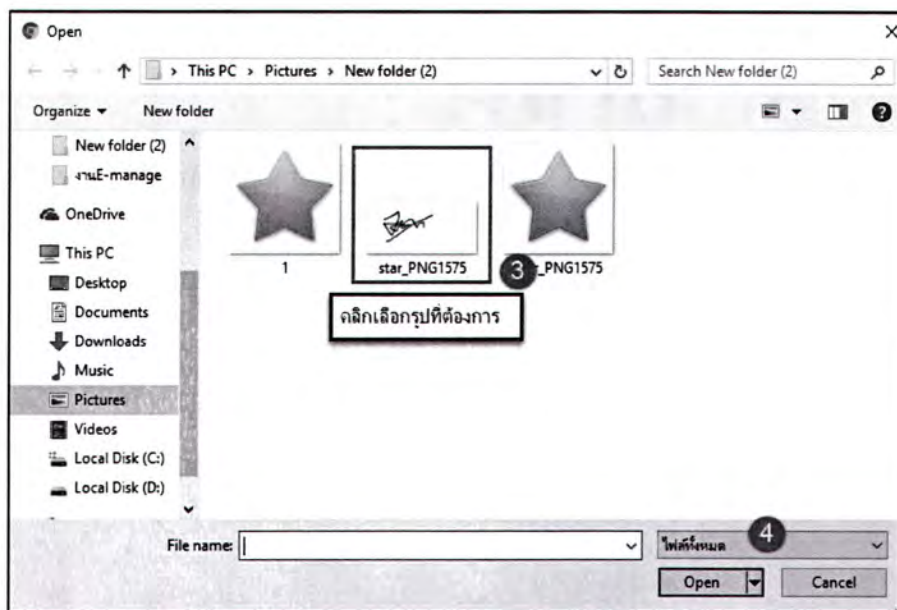 Open
This PC > Pictures > New folder (2)
Search New folder (2)
Organize
New folder
New folder (2)
งานE-manage
OneDrive
This PC
Desktop
Documents
Downloads
Music
Pictures
Videos
Local Disk (C:)
Local Disk (D:)
1
star_PNG1575
3
_PNG1575
คลิกเลือกรูปที่ต้องการ
File name:
ไฟล์ทั้งหมด
4
Open
Cancel